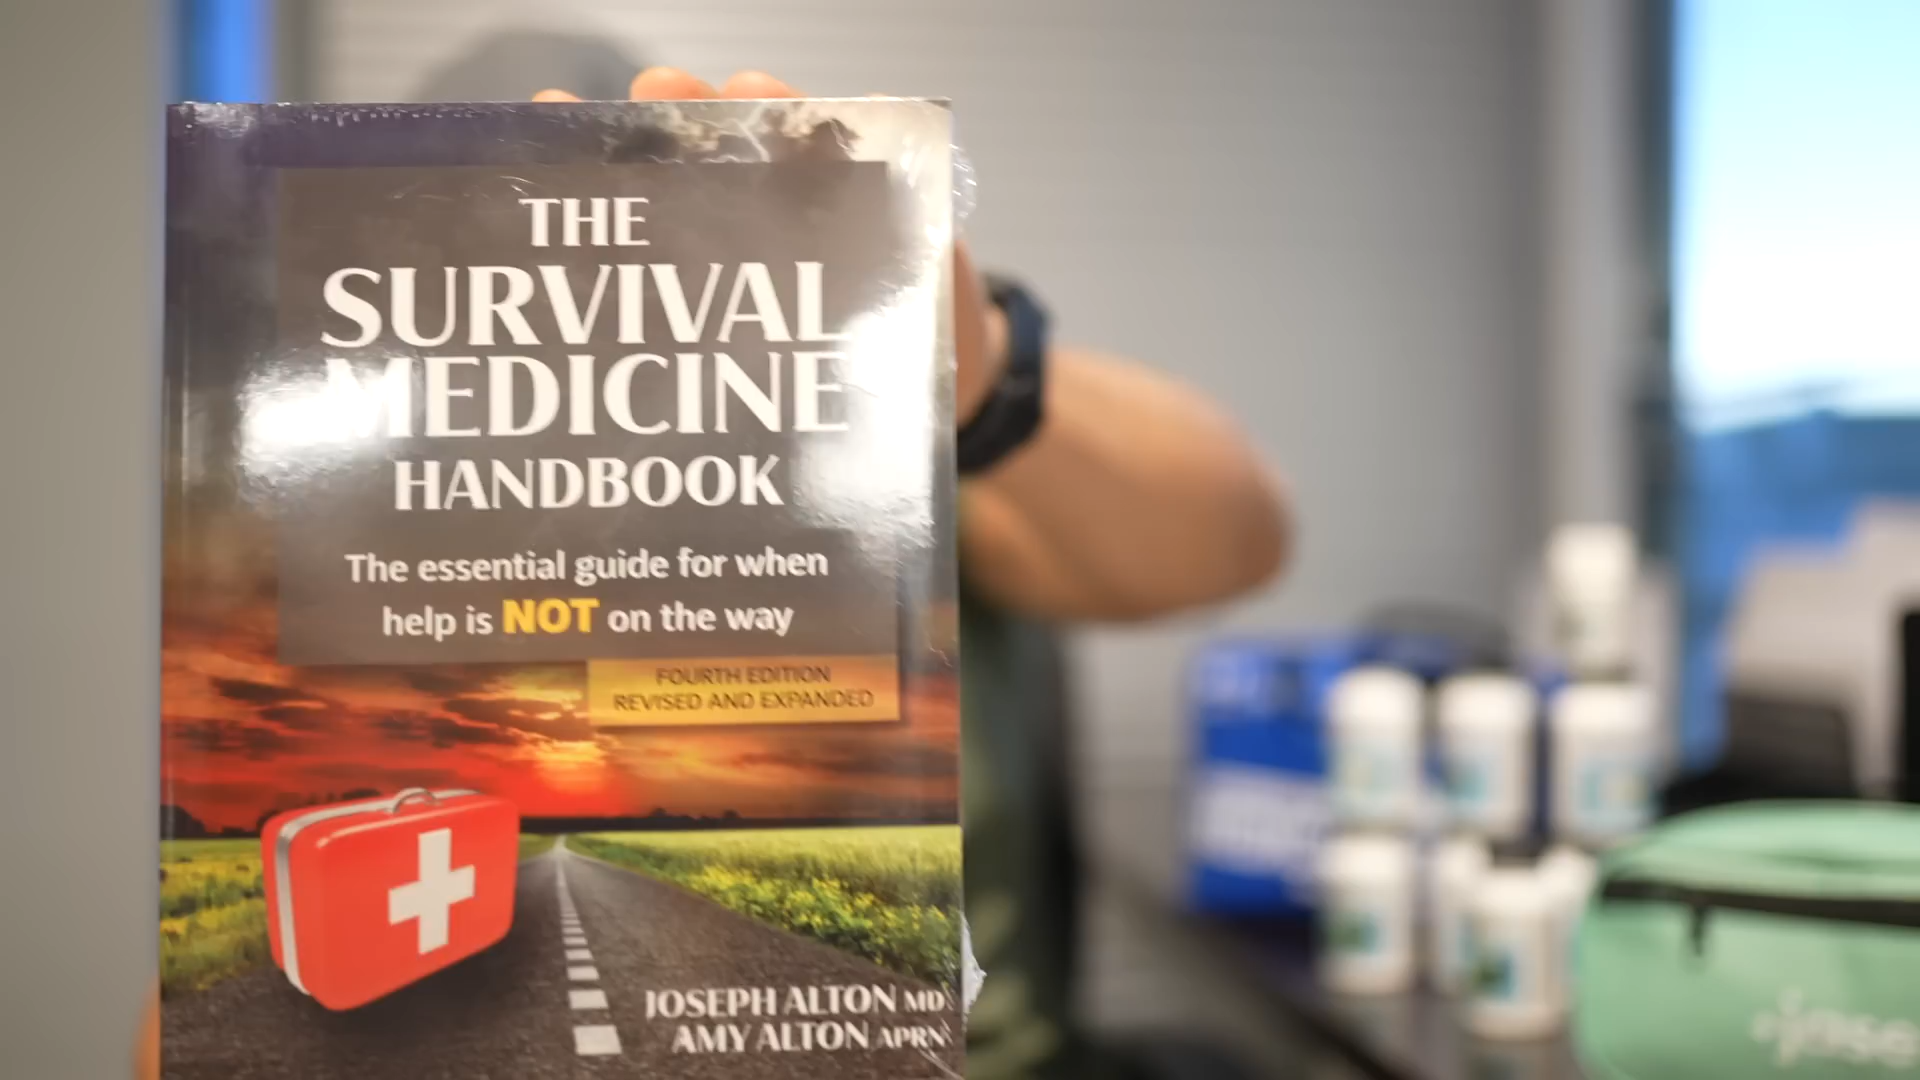 THE
SURVIVAL
MEDICINE
HANDBOOK
The essential guide for when
help is NOT on the way
FOURTH EDITION
REVISED AND EXPANDED
JOSEPH ALTON MD
AMY ALTON APRN
jase